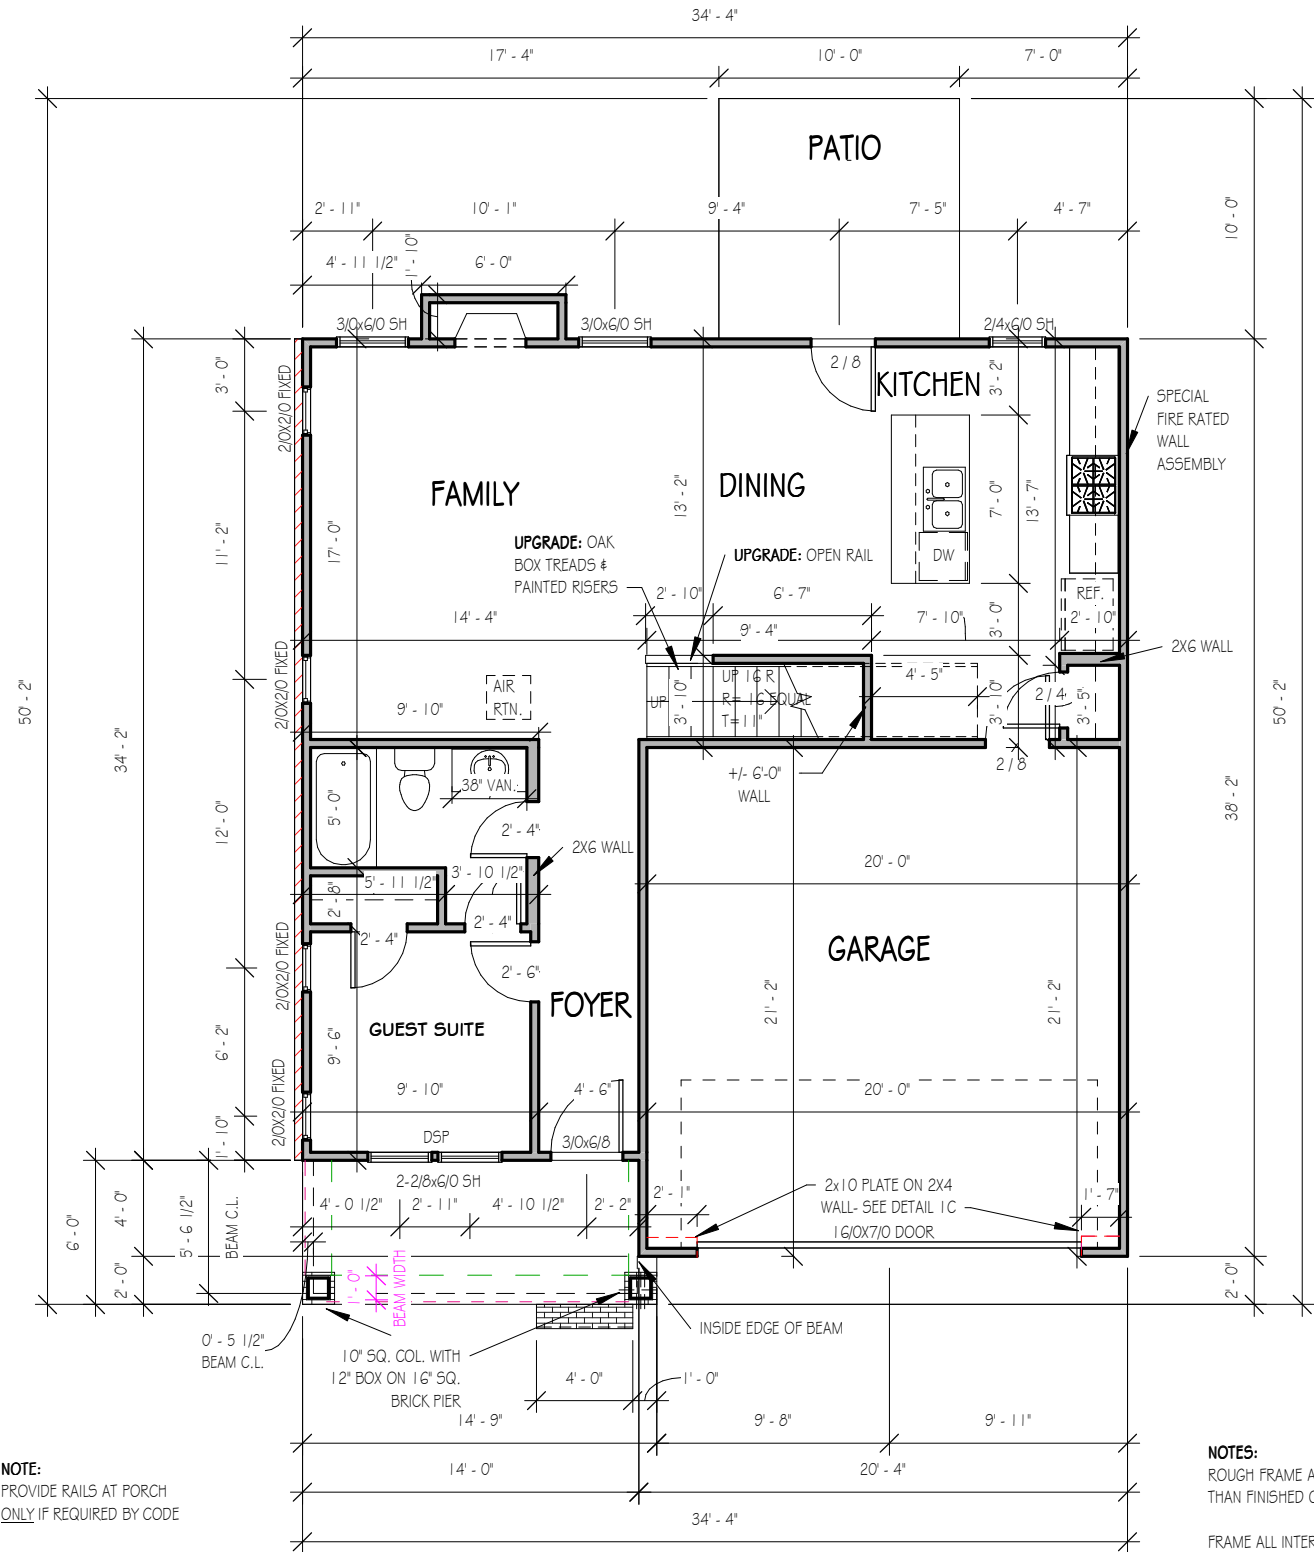 34' - 4"
17' - 4"
10' - 0"
7' - 0"
PATIO
2' - 11"
10' - 1"
9' - 4"
7' - 5"
4' - 7"
10' - 0"
4' - 11 1/2"
1' - 10"
6' - 0"
3/0x6/0 SH
3/0x6/0 SH
2/4x6/0 SH
2 / 8
KITCHEN
3' - 2"
3' - 0"
2/0X2/0 FIXED
SPECIAL
FIRE RATED
WALL
ASSEMBLY
FAMILY
DINING
13' - 2"
7' - 0"
13' - 7"
11' - 2"
17' - 0"
UPGRADE: OAK
BOX TREADS &
PAINTED RISERS
UPGRADE: OPEN RAIL
DW
REF.
2' - 10"
6' - 7"
14' - 4"
9' - 4"
7' - 10"
3' - 0"
2' - 10"
2X6 WALL
2/0X2/0 FIXED
AIR
RTN.
UP
3' - 10"
UP 16 R
R= 16 EQUAL
T=11"
4' - 5"
3' - 10"
2 / 4
3' - 5"
9' - 10"
50' - 2"
50' - 2"
34' - 2"
2 / 8
+/- 6'-0"
WALL
38" VAN.
5' - 0"
2' - 4"
12' - 0"
38' - 2"
2X6 WALL
20' - 0"
5' - 11 1/2"
3' - 10 1/2"
2' - 8"
2' - 4"
2' - 4"
2' - 6"
2/0X2/0 FIXED
GARAGE
FOYER
GUEST SUITE
21' - 2"
21' - 2"
6' - 2"
9' - 6"
9' - 10"
4' - 6"
20' - 0"
2/0X2/0 FIXED
1' - 10"
DSP
3/0x6/8
2-2/8x6/0 SH
4' - 0 1/2"
2' - 11"
4' - 10 1/2"
2' - 2"
2' - 1"
2x10 PLATE ON 2X4
WALL- SEE DETAIL 1C
16/0X7/0 DOOR
1' - 7"
6' - 0"
4' - 0"
5' - 6 1/2"
BEAM C.L.
2' - 0"
1' - 0"
BEAM WIDTH
2' - 0"
0' - 5 1/2"
BEAM C.L.
INSIDE EDGE OF BEAM
10" SQ. COL. WITH
12" BOX ON 16" SQ.
BRICK PIER
4' - 0"
1' - 0"
14' - 9"
9' - 8"
9' - 11"
14' - 0"
20' - 4"
34' - 4"
NOTE:
PROVIDE RAILS AT PORCH
ONLY IF REQUIRED BY CODE
NOTES:
ROUGH FRAME A
THAN FINISHED
FRAME ALL INTER